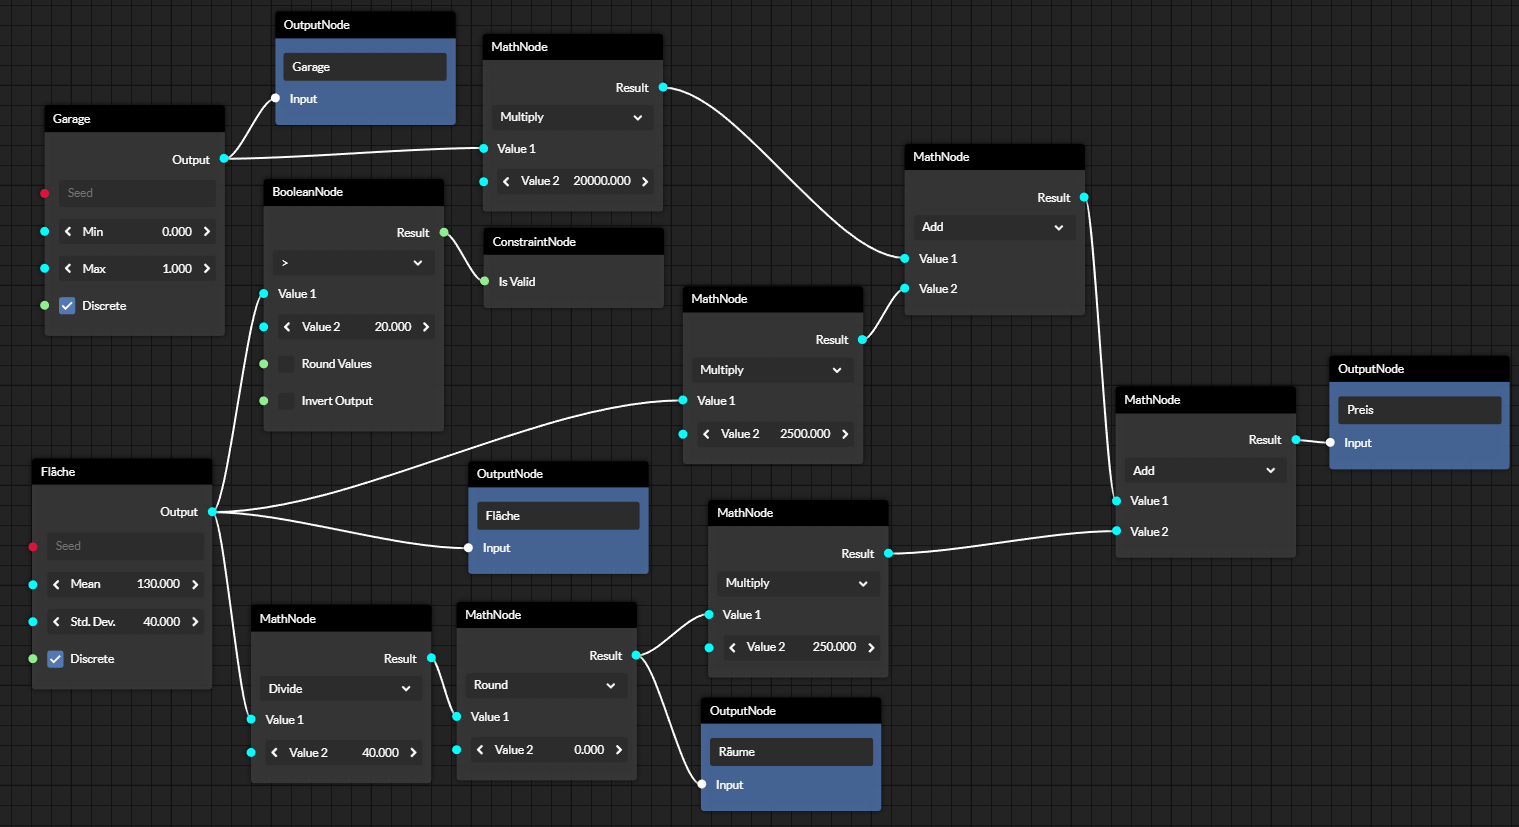 OutputNode
Garage
Input
MathNode
Result
Multiply
Value 1
Value 2 20000.000
Garage
Output
Seed
Min 0.000
Max 1.000
Discrete
BooleanNode
Result
>
Value 1
Value 2 20.000
Round Values
Invert Output
ConstraintNode
Is Valid
MathNode
Result
Add
Value 1
Value 2
MathNode
Result
Multiply
Value 1
Value 2 2500.000
OutputNode
Preis
Input
MathNode
Result
Add
Value 1
Value 2
Fläche
Output
Seed
Mean 130.000
Std. Dev. 40.000
Discrete
OutputNode
Fläche
Input
MathNode
Result
Multiply
Value 1
Value 2 250.000
MathNode
Result
Divide
Value 1
Value 2 40.000
MathNode
Result
Round
Value 1
Value 2 0.000
OutputNode
Räume
Input